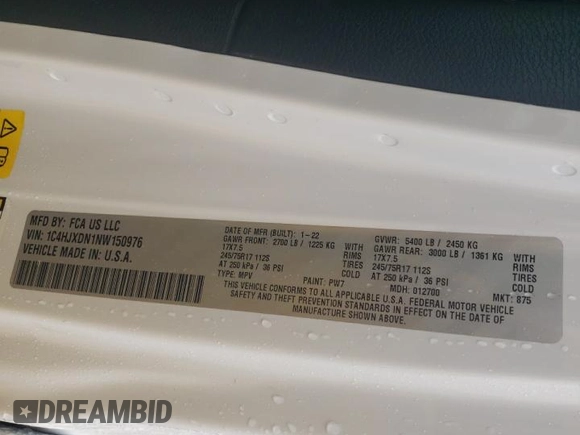 MFD BY: FCA US LLC
VIN: 1C4HJXDN1NW150976
VEHICLE MADE IN: U.S.A.
DATE OF MFR (BUILT): 1-22
GAWR FRONT: 2700 LB / 1225 KG
17X7.5 WITH RIMS
245/75R17 112S TIRES
AT 250 kPa / 36 PSI COLD
TYPE: MPV PAINT: PW7
GVWR: 5400 LB / 2450 KG
GAWR REAR: 3000 LB / 1361 KG
17X7.5 WITH RIMS
245/75R17 112S TIRES
AT 250 kPa / 36 PSI COLD
MDH: 012700 MKT: 875
THIS VEHICLE CONFORMS TO ALL APPLICABLE U.S.A. FEDERAL MOTOR VEHICLE
SAFETY AND THEFT PREVENTION STANDARDS IN EFFECT ON THE DATE OF
MANUFACTURE SHOWN ABOVE.
DREAMBID